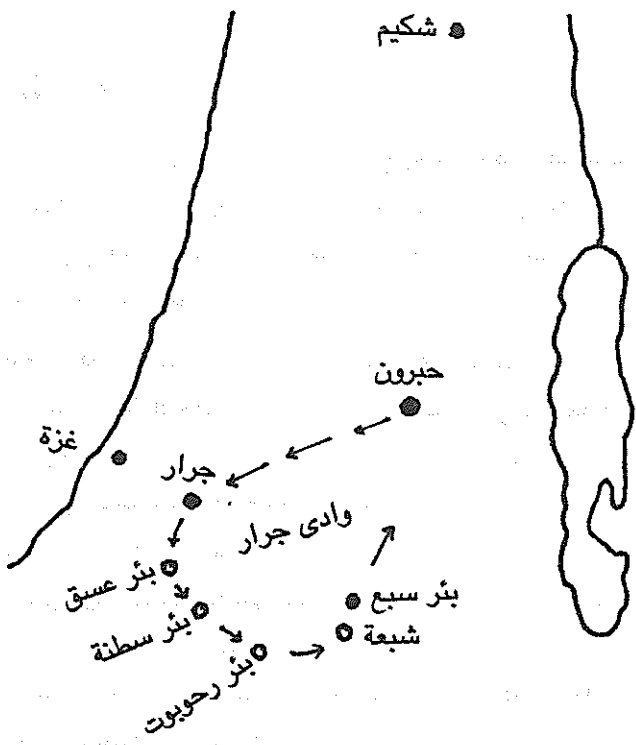 شكيم
حبرون
غزة
جرار
وادى جرار
بئر عسق
بئر سطنة
بئر سبع
شبعة
بئر رحوبوت